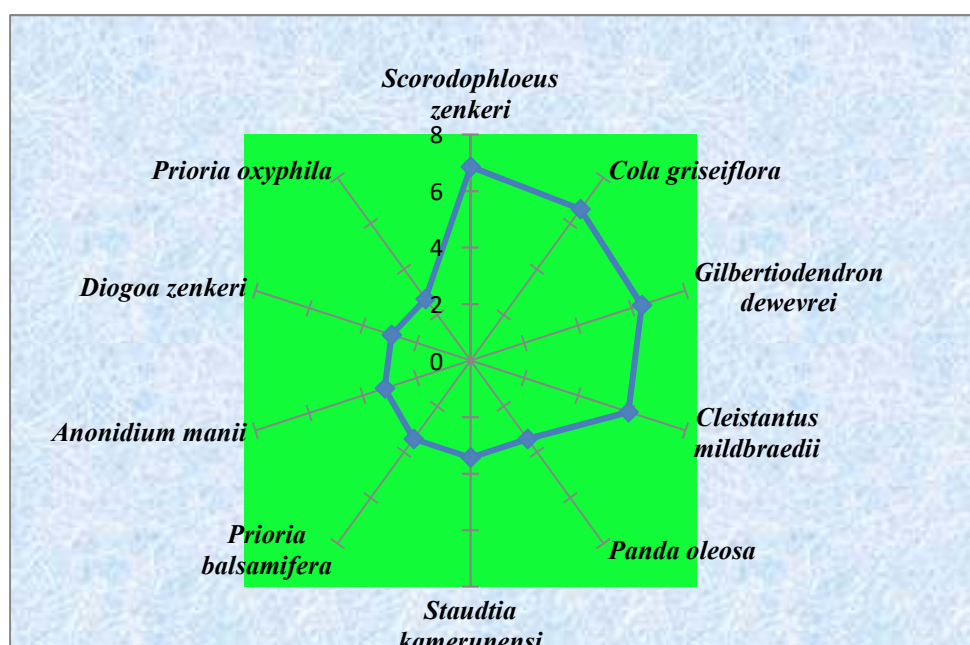 Scorodophloeus
zenkeri
8
Prioria oxyphila
Cola griseiflora
6
Gilbertiodendron
dewevrei
4
Diogoa zenkeri
2
0
Anonidium manii
Cleistantus
mildbraedii
Prioria
balsamifera
Panda oleosa
Staudtia
kamerunensi